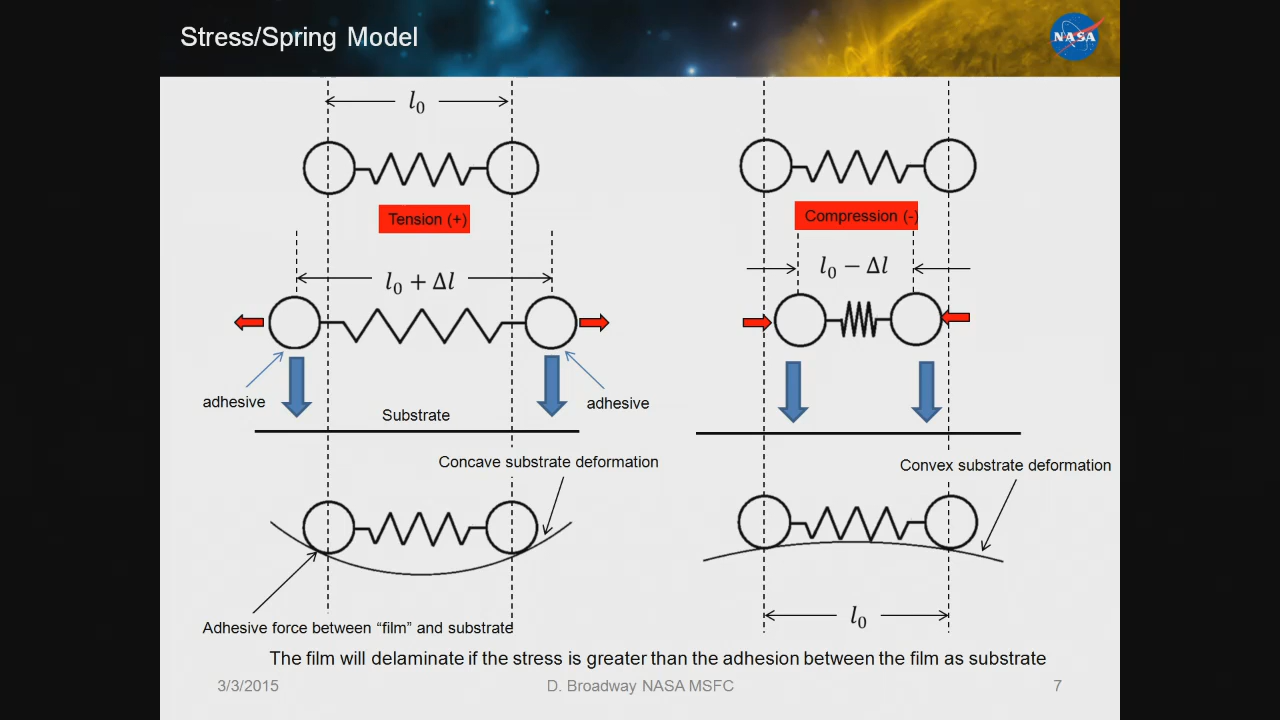 Stress/Spring Model
NASA
l₀
Tension (+)
Compression (-)
l₀ + Δl
l₀ − Δl
adhesive
adhesive
Substrate
Concave substrate deformation
Convex substrate deformation
l₀
Adhesive force between “film” and substrate
The film will delaminate if the stress is greater than the adhesion between the film as substrate
3/3/2015
D. Broadway NASA MSFC
7